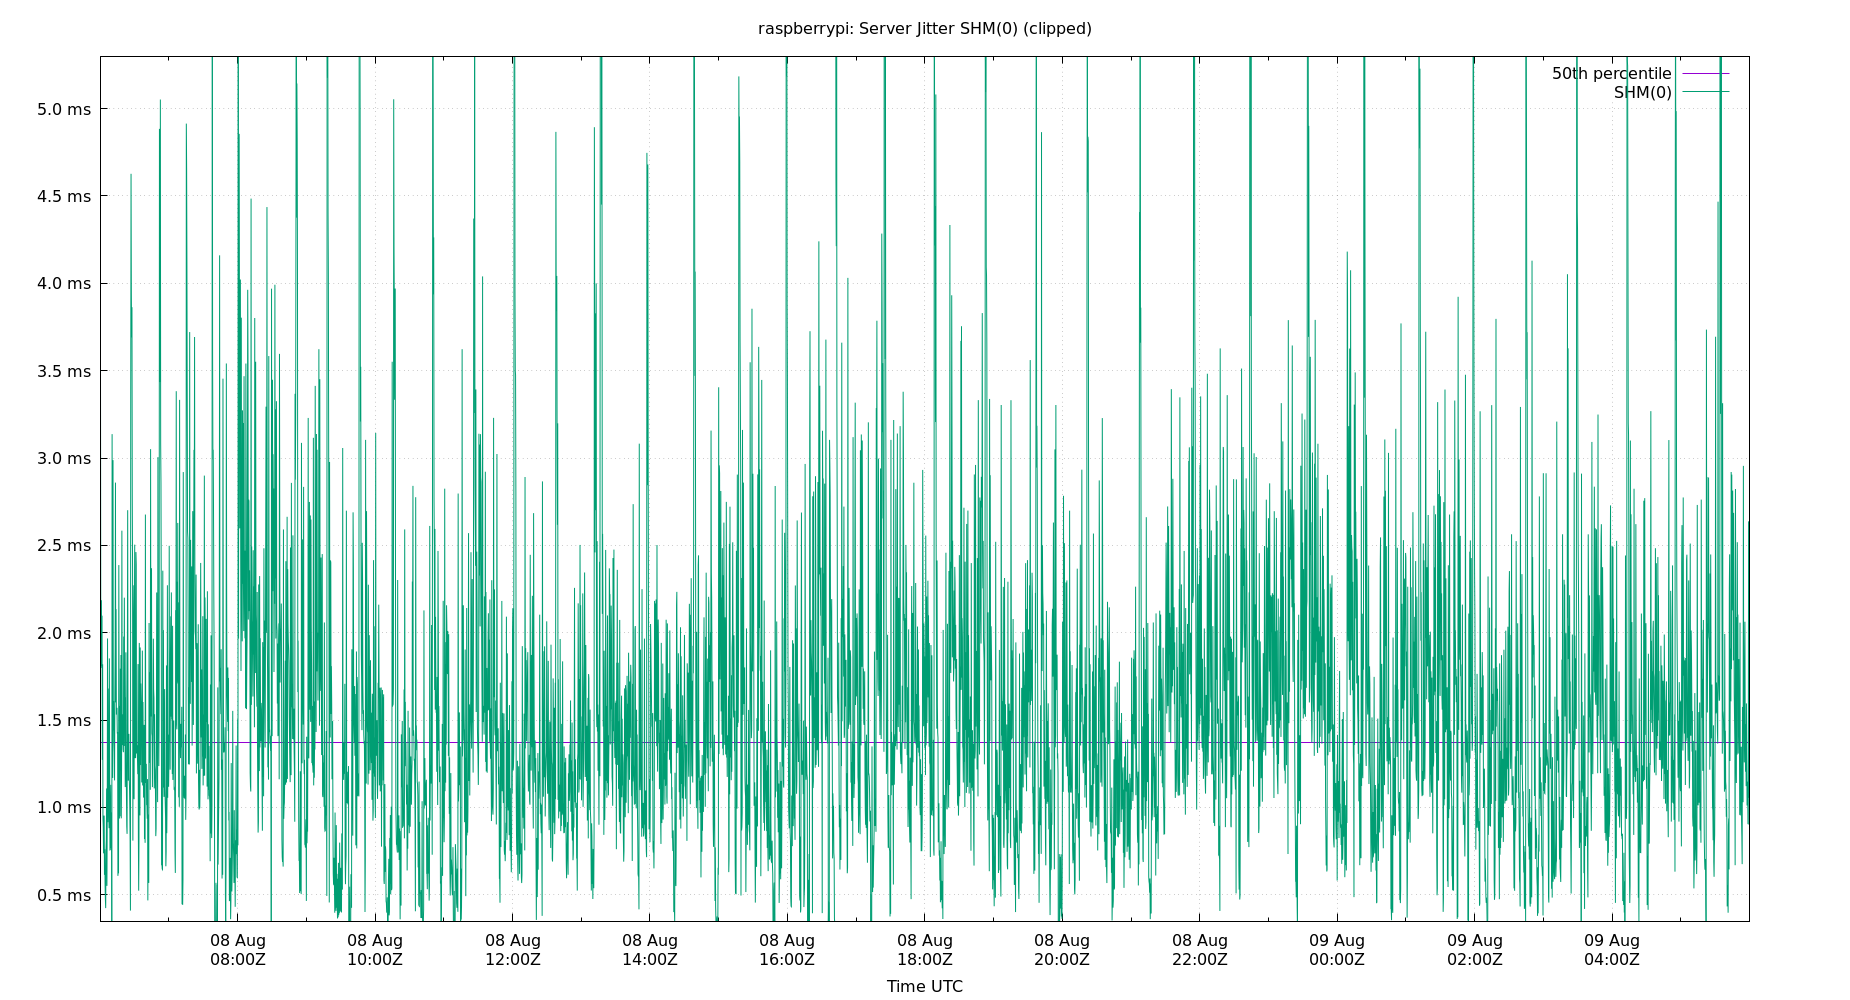 raspberrypi: Server Jitter SHM(0) (clipped)
50th percentile
SHM(0)
5.0 ms
4.5 ms
4.0 ms
3.5 ms
3.0 ms
2.5 ms
2.0 ms
1.5 ms
1.0 ms
0.5 ms
08 Aug 08 Aug 08 Aug 08 Aug 08 Aug 08 Aug 08 Aug 08 Aug 09 Aug 09 Aug 09 Aug
08:00Z 10:00Z 12:00Z 14:00Z 16:00Z 18:00Z 20:00Z 22:00Z 00:00Z 02:00Z 04:00Z
Time UTC